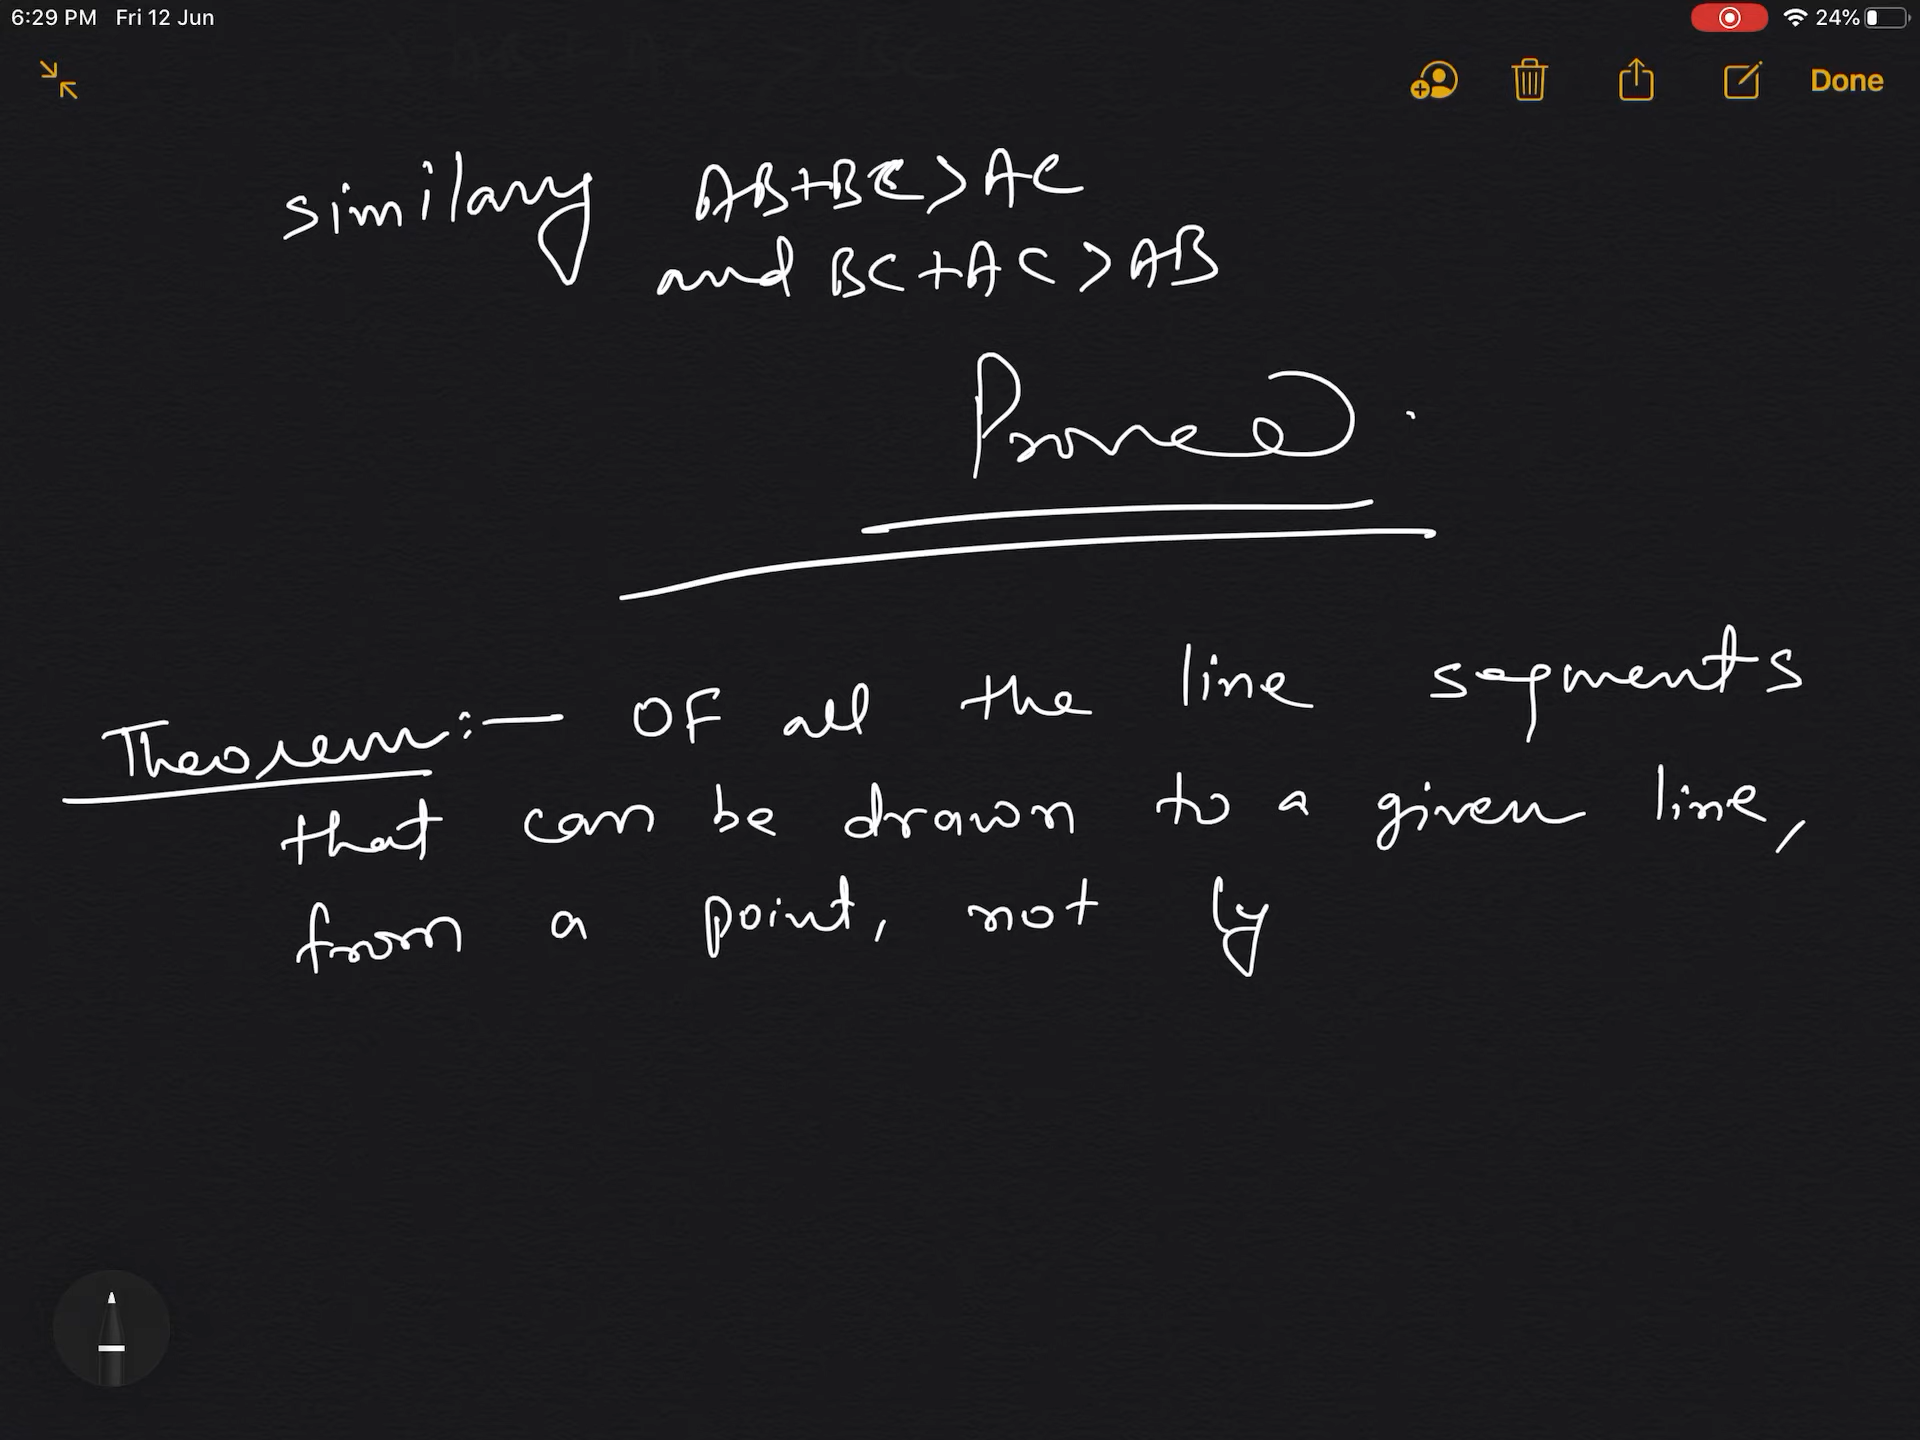 6:29 PM Fri 12 Jun
24%
Done
similary AB+BC>AC
and BC+AC>AB
Proved.
Theorem:— OF all the line segments
that can be drawn to a given line,
from a point, not ly